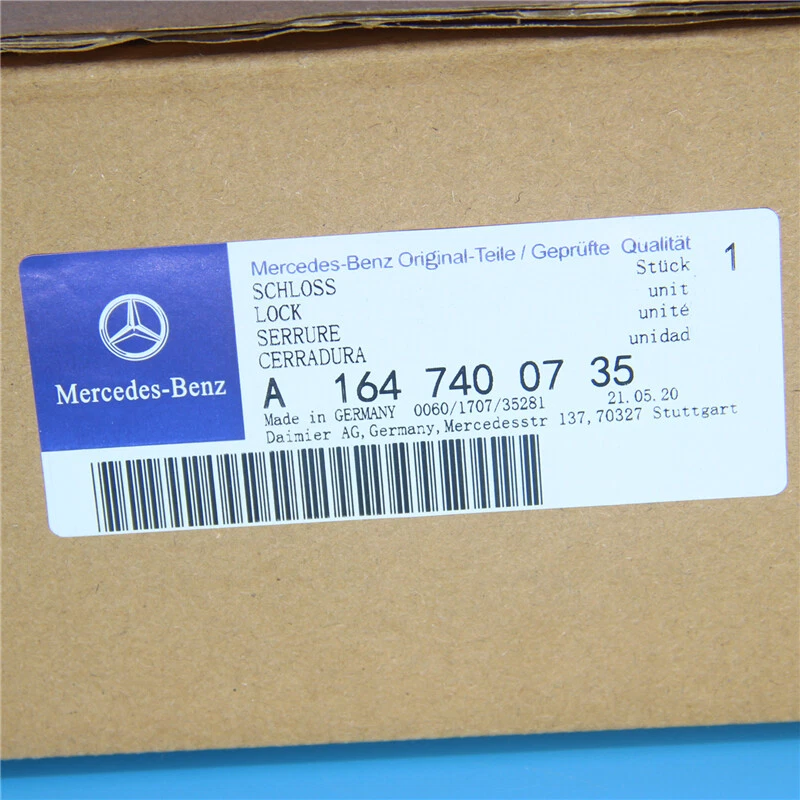 Mercedes-Benz
Mercedes-Benz Original-Teile / Geprüfte Qualität
SCHLOSS
LOCK
SERRURE
CERRADURA
Stück 1
unit
unité
unidad
A 164 740 07 35
Made in GERMANY 0060/1707/35281 21.05.20
Daimier AG, Germany, Mercedesstr 137, 70327 Stuttgart